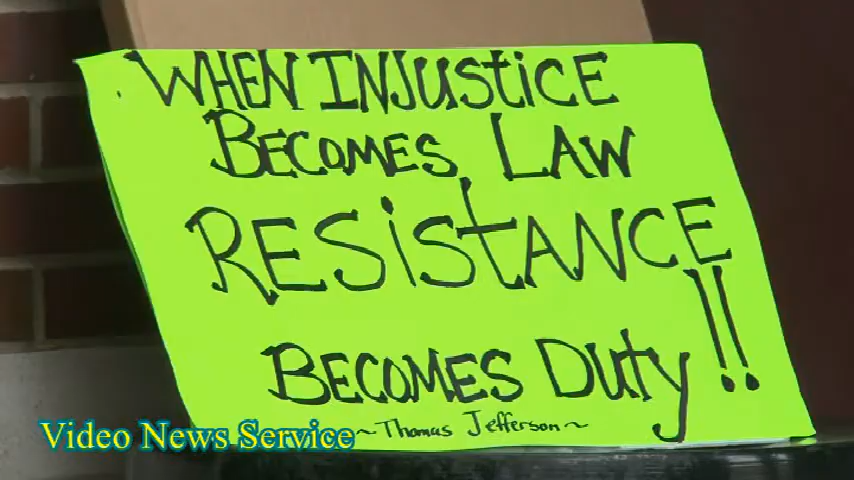 WHEN INJUSTICE
BECOMES LAW
RESISTANCE
BECOMES DUTY!!
~Thomas Jefferson~
Video News Service